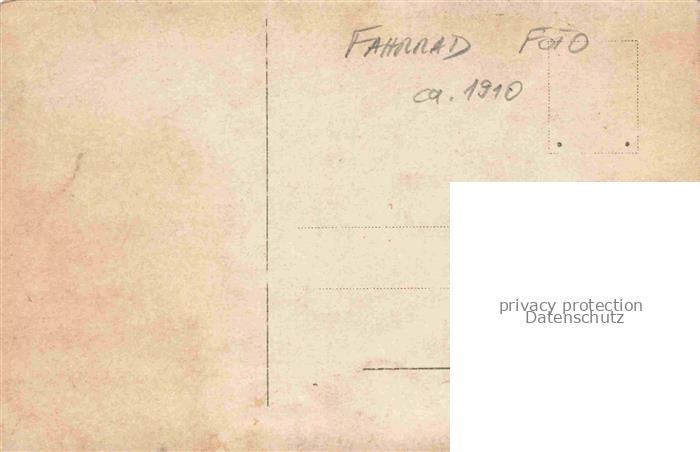 FAHRRAD FOTO
ca. 1910
privacy protection
Datenschutz